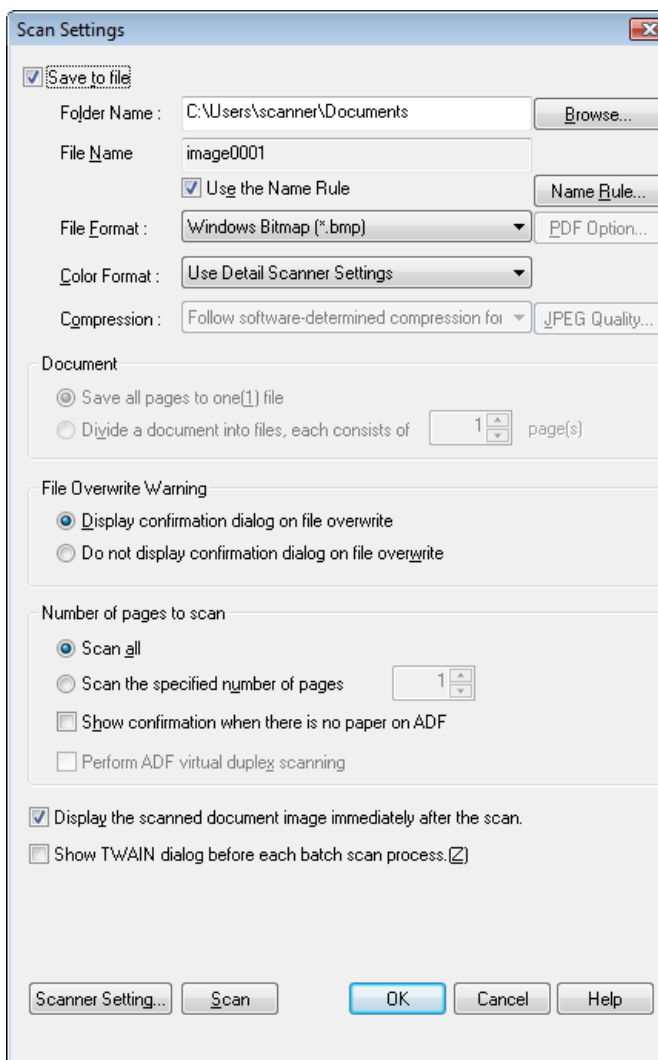 Scan Settings
Save to file
Folder Name : C:\Users\scanner\Documents Browse...
File Name image0001
Use the Name Rule Name Rule...
File Format : Windows Bitmap (*.bmp) PDF Option...
Color Format : Use Detail Scanner Settings
Compression : Follow software-determined compression for JPEG Quality...
Document
Save all pages to one(1) file
Divide a document into files, each consists of 1 page(s)
File Overwrite Warning
Display confirmation dialog on file overwrite
Do not display confirmation dialog on file overwrite
Number of pages to scan
Scan all
Scan the specified number of pages 1
Show confirmation when there is no paper on ADF
Perform ADF virtual duplex scanning
Display the scanned document image immediately after the scan.
Show TWAIN dialog before each batch scan process.(Z)
Scanner Setting... Scan OK Cancel Help